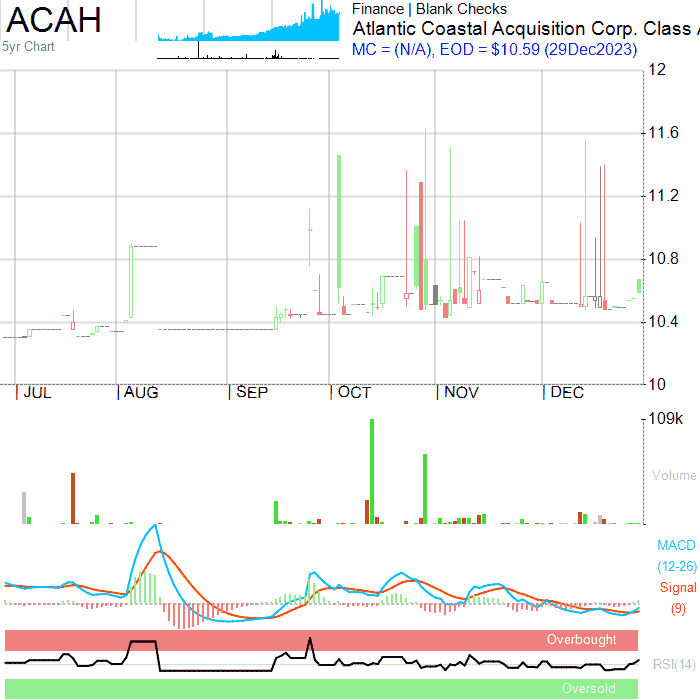 ACAH
5yr Chart
Finance | Blank Checks
Atlantic Coastal Acquisition Corp. Class
MC = (N/A), EOD = $10.59 (29Dec2023)
12
11.6
11.2
10.8
10.4
10
JUL AUG SEP OCT NOV DEC
109k
Volume
MACD
(12-26)
Signal
(9)
Overbought
RSI(14)
Oversold